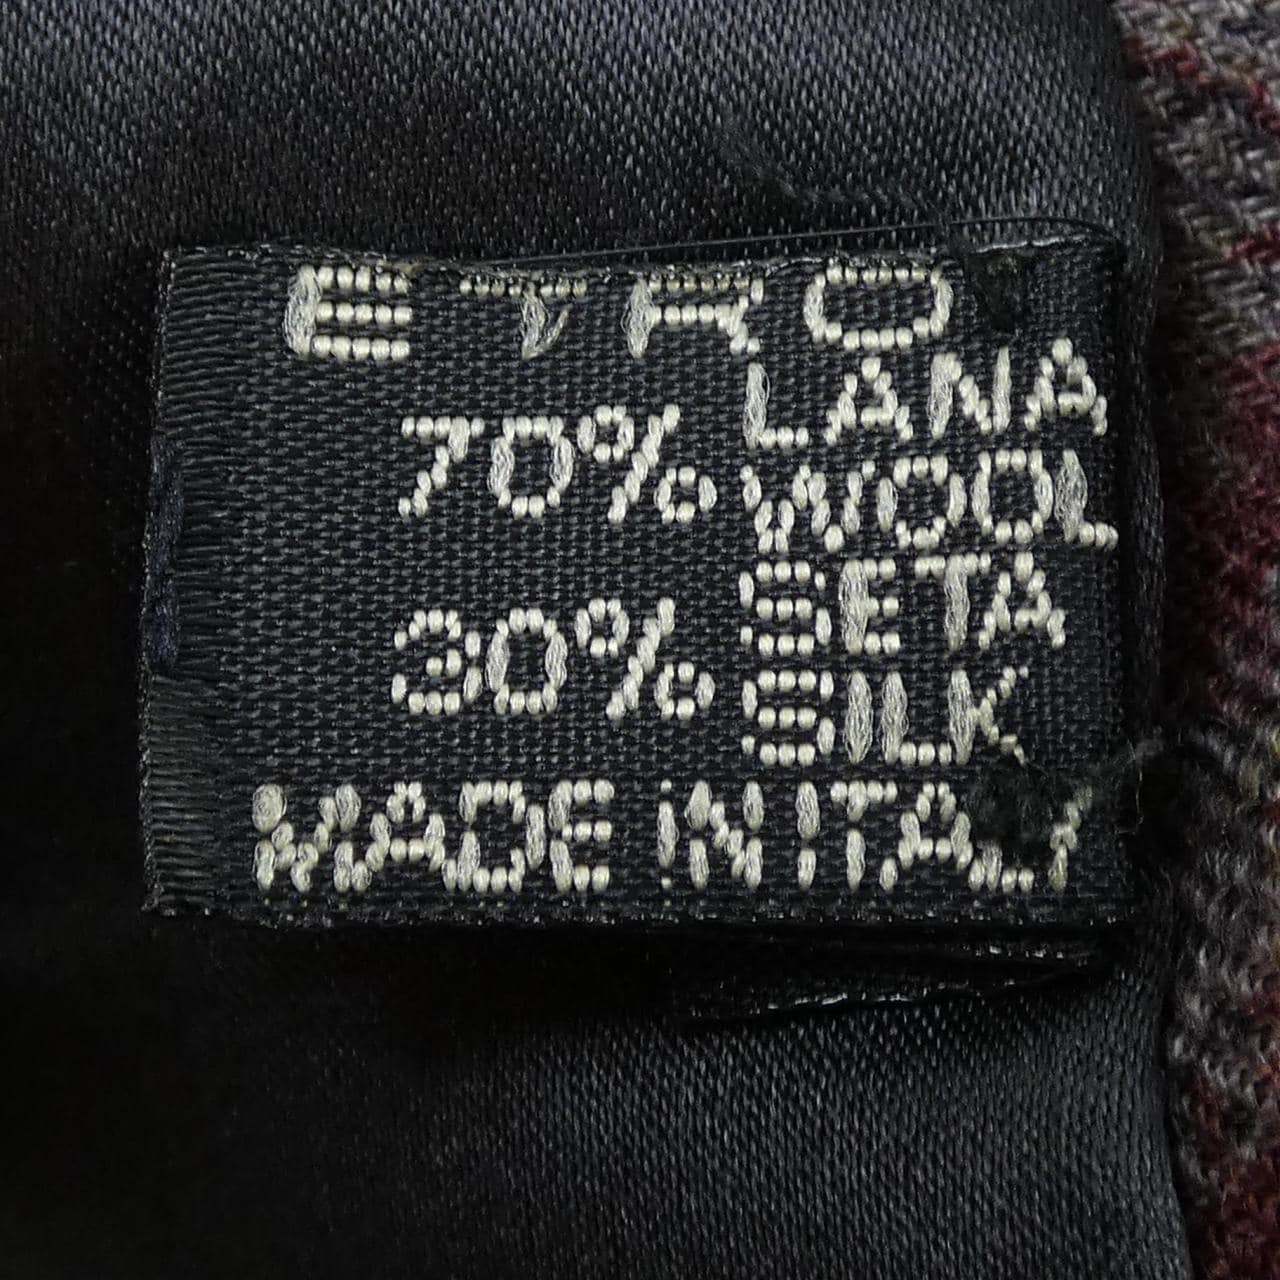 ETRO
LANA
70% WOOL
SETA
30% SILK
MADE IN ITALY